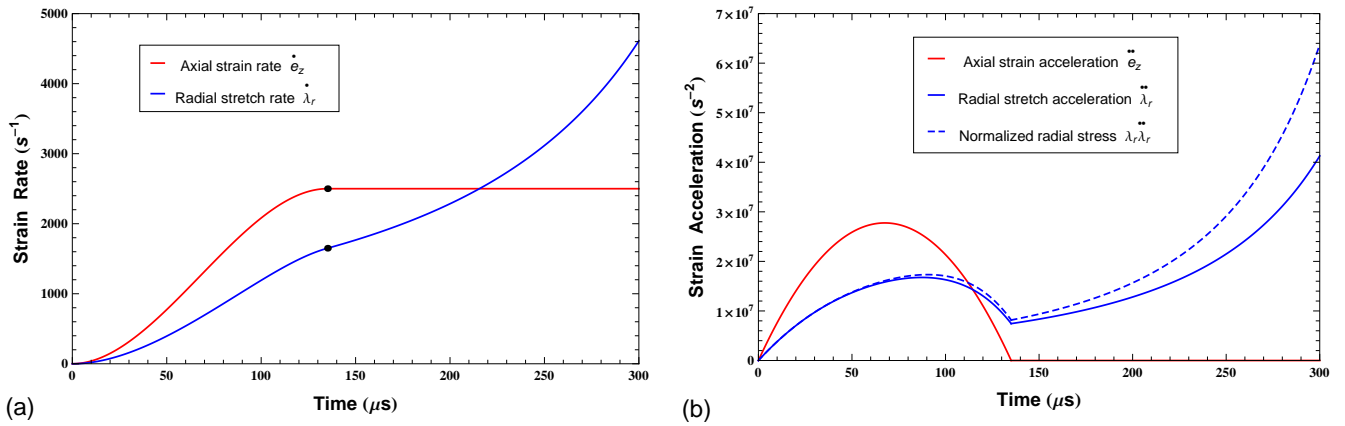 5000
4000
3000
2000
1000
0
Strain Rate (s⁻¹)
Axial strain rate ė_z
Radial stretch rate λ̇_r
0 50 100 150 200 250 300
Time (μs)
(a)
7×10⁷
6×10⁷
5×10⁷
4×10⁷
3×10⁷
2×10⁷
1×10⁷
0
Strain Acceleration (s⁻²)
Axial strain acceleration ë_z
Radial stretch acceleration λ̈_r
Normalized radial stress λ_r λ̈_r
0 50 100 150 200 250 300
Time (μs)
(b)